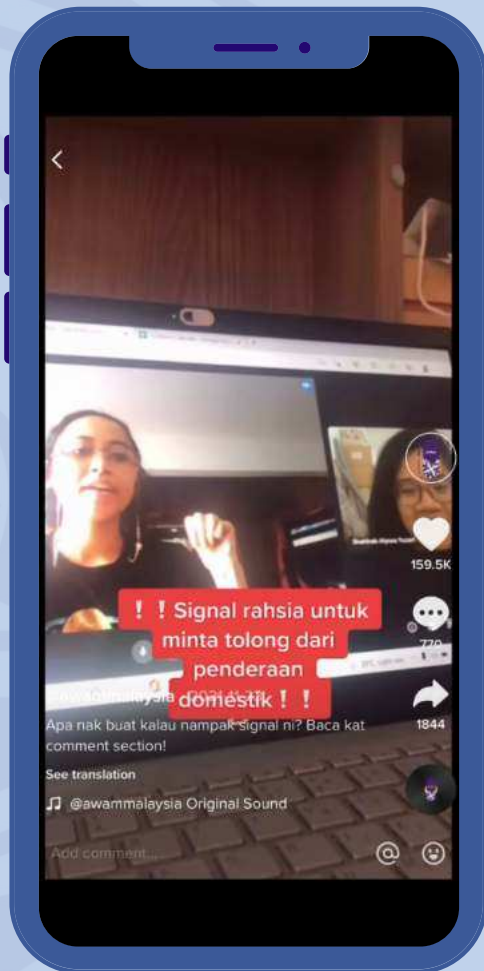 159.5K
! ! Signal rahsia untuk
minta tolong dari
penderaan
domestik ! !
770
Apa nak buat kalau nampak signal ni? Baca kat
comment section!
1844
See translation
@awammalaysia Original Sound
Add comment...